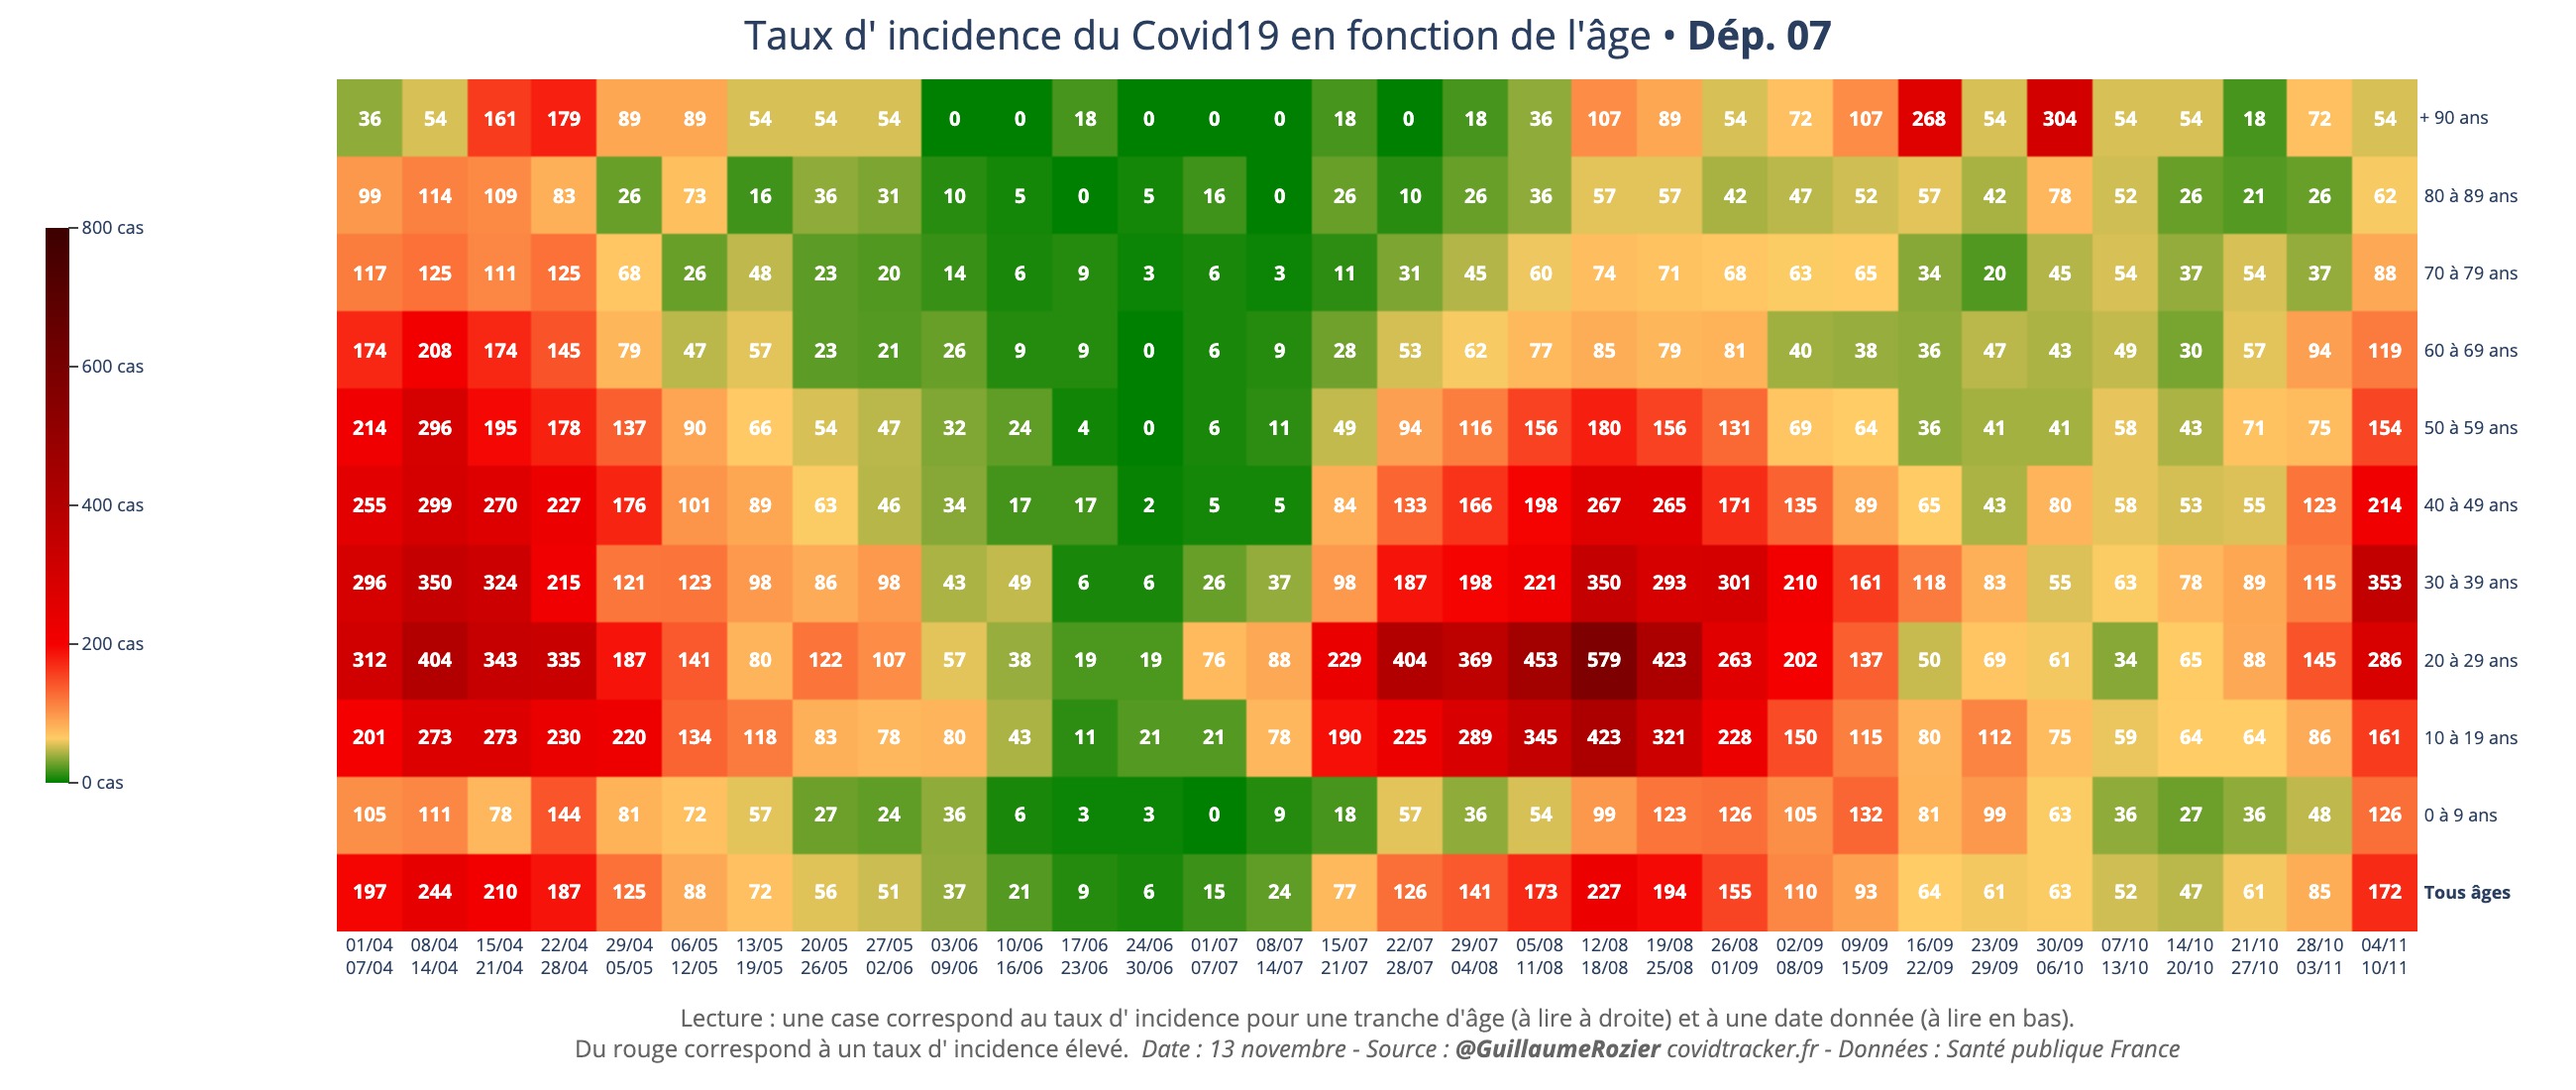 Taux d' incidence du Covid19 en fonction de l'âge • Dép. 07
36 54 161 179 89 89 54 54 54 0 0 18 0 0 0 18 0 18 36 107 89 54 72 107 268 54 304 54 54 18 72 54 + 90 ans
99 114 109 83 26 73 16 36 31 10 5 0 5 16 0 26 10 26 36 57 57 42 47 52 57 42 78 52 26 21 26 62 80 à 89 ans
800 cas
117 125 111 125 68 26 48 23 20 14 6 9 3 6 3 11 31 45 60 74 71 68 63 65 34 20 45 54 37 54 37 88 70 à 79 ans
174 208 174 145 79 47 57 23 21 26 9 9 0 6 9 28 53 62 77 85 79 81 40 38 36 47 43 49 30 57 94 119 60 à 69 ans
600 cas
214 296 195 178 137 90 66 54 47 32 24 4 0 6 11 49 94 116 156 180 156 131 69 64 36 41 41 58 43 71 75 154 50 à 59 ans
400 cas
255 299 270 227 176 101 89 63 46 34 17 17 2 5 5 84 133 166 198 267 265 171 135 89 65 43 80 58 53 55 123 214 40 à 49 ans
296 350 324 215 121 123 98 86 98 43 49 6 6 26 37 98 187 198 221 350 293 301 210 161 118 83 55 63 78 89 115 353 30 à 39 ans
200 cas
312 404 343 335 187 141 80 122 107 57 38 19 19 76 88 229 404 369 453 579 423 263 202 137 50 69 61 34 65 88 145 286 20 à 29 ans
201 273 273 230 220 134 118 83 78 80 43 11 21 21 78 190 225 289 345 423 321 228 150 115 80 112 75 59 64 64 86 161 10 à 19 ans
0 cas
105 111 78 144 81 72 57 27 24 36 6 3 3 0 9 18 57 36 54 99 123 126 105 132 81 99 63 36 27 36 48 126 0 à 9 ans
197 244 210 187 125 88 72 56 51 37 21 9 6 15 24 77 126 141 173 227 194 155 110 93 64 61 63 52 47 61 85 172 Tous âges
01/04 08/04 15/04 22/04 29/04 06/05 13/05 20/05 27/05 03/06 10/06 17/06 24/06 01/07 08/07 15/07 22/07 29/07 05/08 12/08 19/08 26/08 02/09 09/09 16/09 23/09 30/09 07/10 14/10 21/10 28/10 04/11
07/04 14/04 21/04 28/04 05/05 12/05 19/05 26/05 02/06 09/06 16/06 23/06 30/06 07/07 14/07 21/07 28/07 04/08 11/08 18/08 25/08 01/09 08/09 15/09 22/09 29/09 06/10 13/10 20/10 27/10 03/11 10/11
Lecture : une case correspond au taux d' incidence pour une tranche d'âge (à lire à droite) et à une date donnée (à lire en bas).
Du rouge correspond à un taux d' incidence élevé. Date : 13 novembre - Source : @GuillaumeRozier covidtracker.fr - Données : Santé publique France